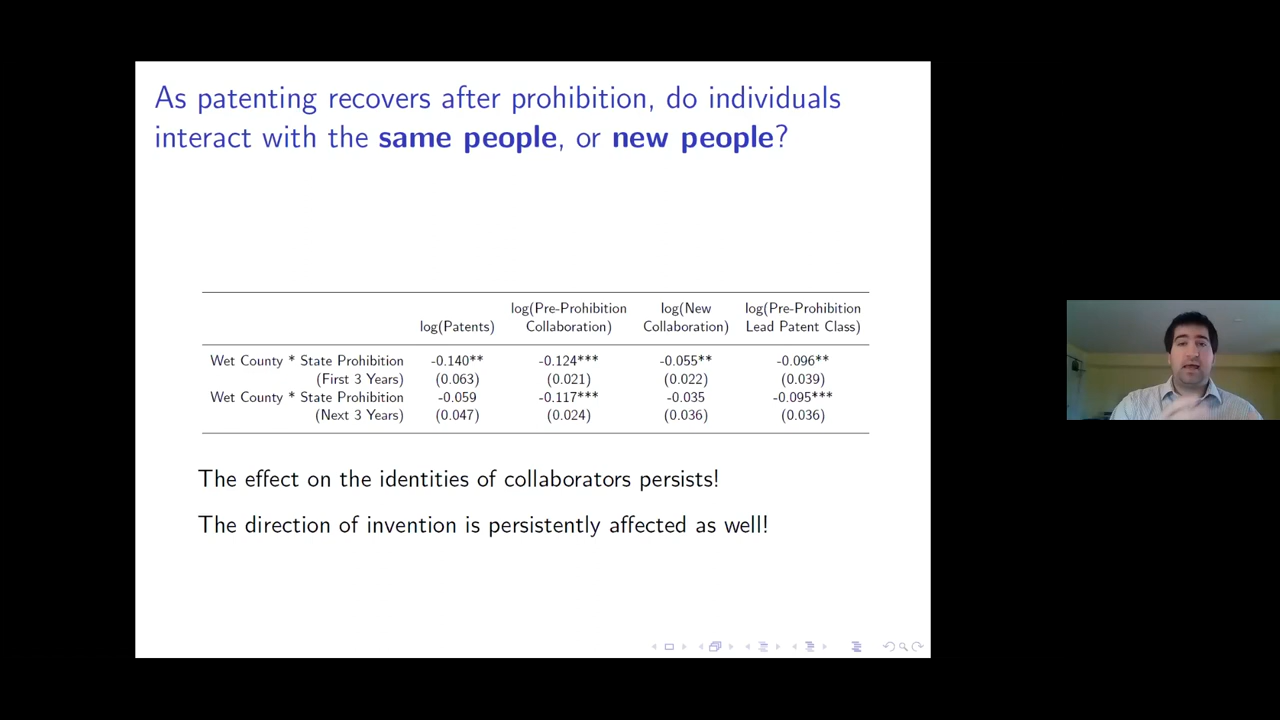 As patenting recovers after prohibition, do individuals
interact with the same people, or new people?
log(Pre-Prohibition log(New log(Pre-Prohibition
log(Patents) Collaboration) Collaboration) Lead Patent Class)
Wet County * State Prohibition -0.140** -0.124*** -0.055** -0.096**
(First 3 Years) (0.063) (0.021) (0.022) (0.039)
Wet County * State Prohibition -0.059 -0.117*** -0.035 -0.095***
(Next 3 Years) (0.047) (0.024) (0.036) (0.036)
The effect on the identities of collaborators persists!
The direction of invention is persistently affected as well!